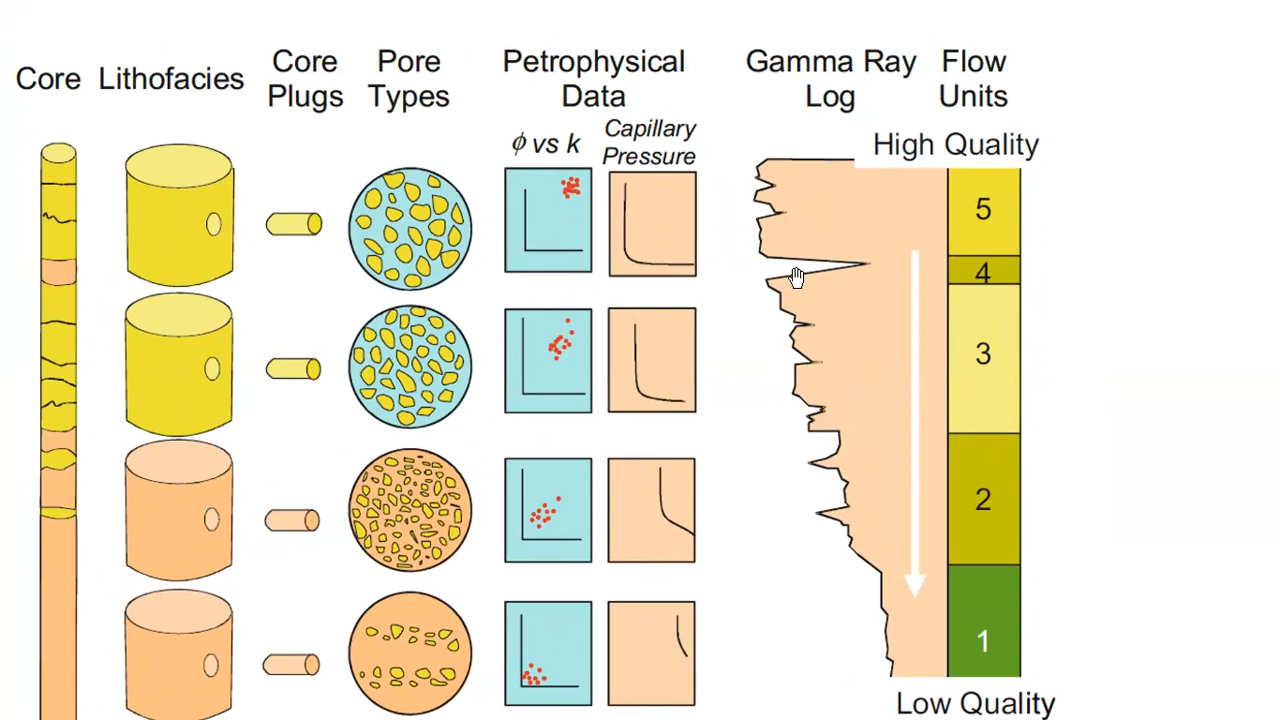 Core
Lithofacies
Core
Plugs
Pore
Types
Petrophysical
Data
Gamma Ray
Log
Flow
Units
ϕ vs k
Capillary
Pressure
High Quality
5
4
3
2
1
Low Quality